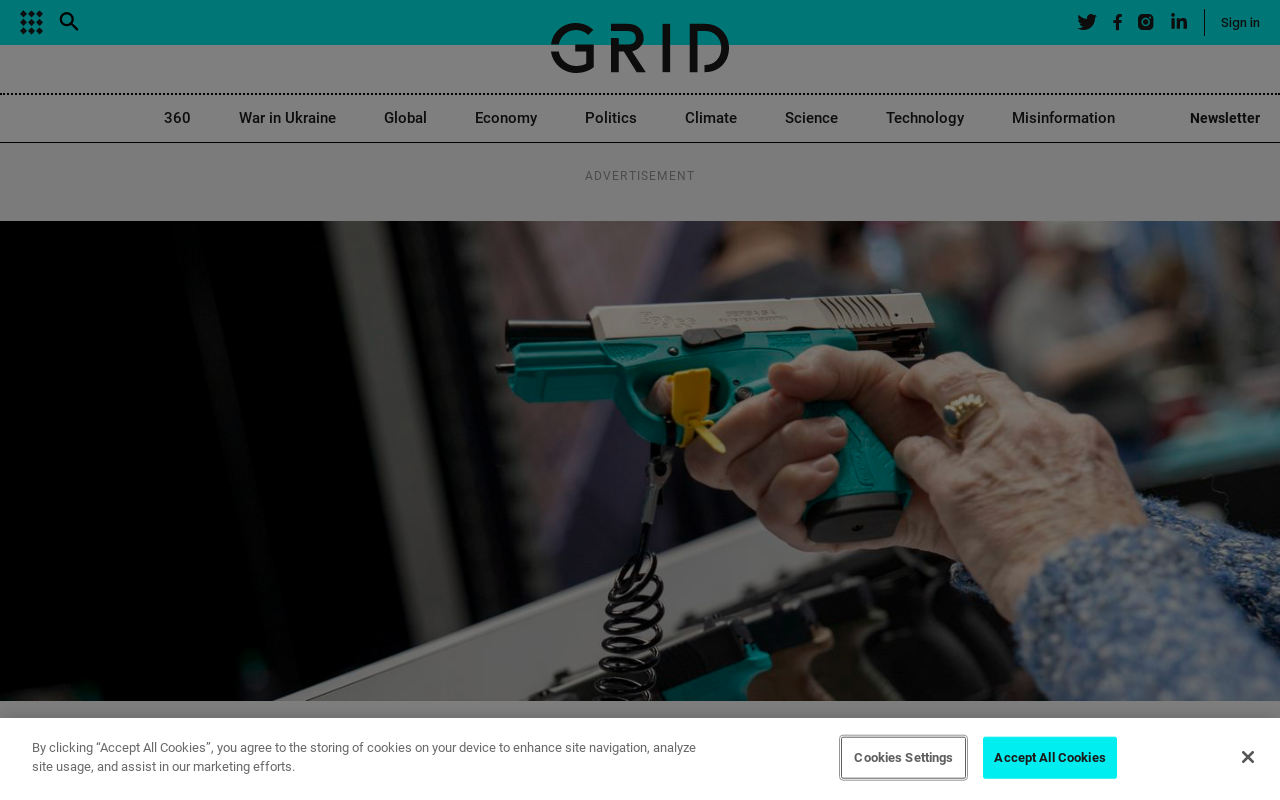 GRID
Sign in
360 War in Ukraine Global Economy Politics Climate Science Technology Misinformation Newsletter
ADVERTISEMENT
By clicking “Accept All Cookies”, you agree to the storing of cookies on your device to enhance site navigation, analyze
site usage, and assist in our marketing efforts.
Cookies Settings
Accept All Cookies